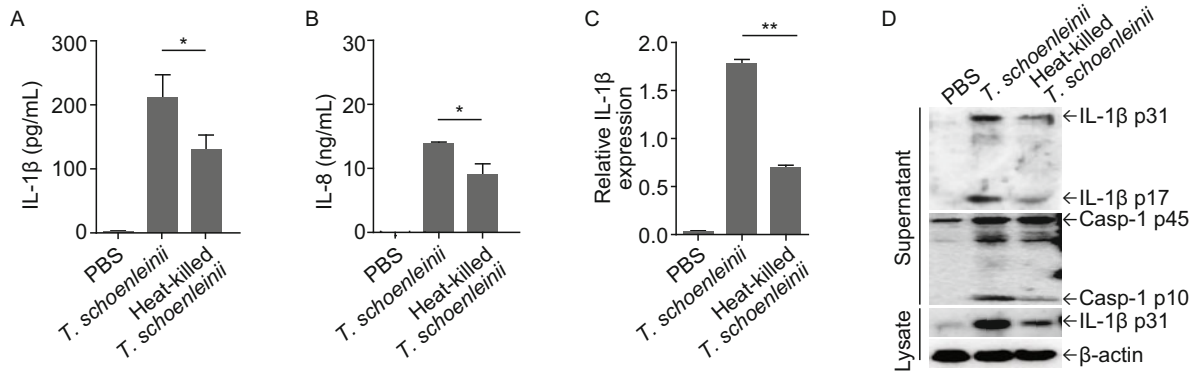 A
IL-1β (pg/mL)
300
200
100
0
*
PBS
T. schoenleinii
Heat-killed
T. schoenleinii
B
IL-8 (ng/mL)
30
20
10
0
*
PBS
T. schoenleinii
Heat-killed
T. schoenleinii
C
Relative IL-1β
expression
2.0
1.5
1.0
0.5
0.0
**
PBS
T. schoenleinii
Heat-killed
T. schoenleinii
D
PBS
T. schoenleinii
Heat-killed
T. schoenleinii
Supernatant
←IL-1β p31
←IL-1β p17
←Casp-1 p45
←Casp-1 p10
Lysate
←IL-1β p31
←β-actin